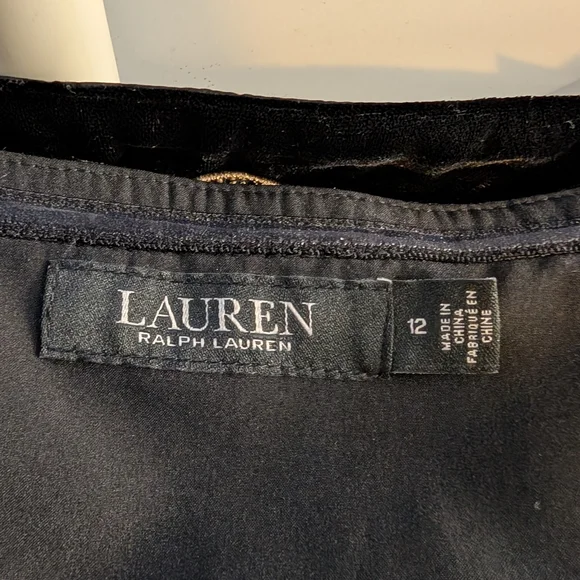 LAUREN
RALPH LAUREN
12
MADE IN
CHINA
FABRIQUÉ EN
CHINE